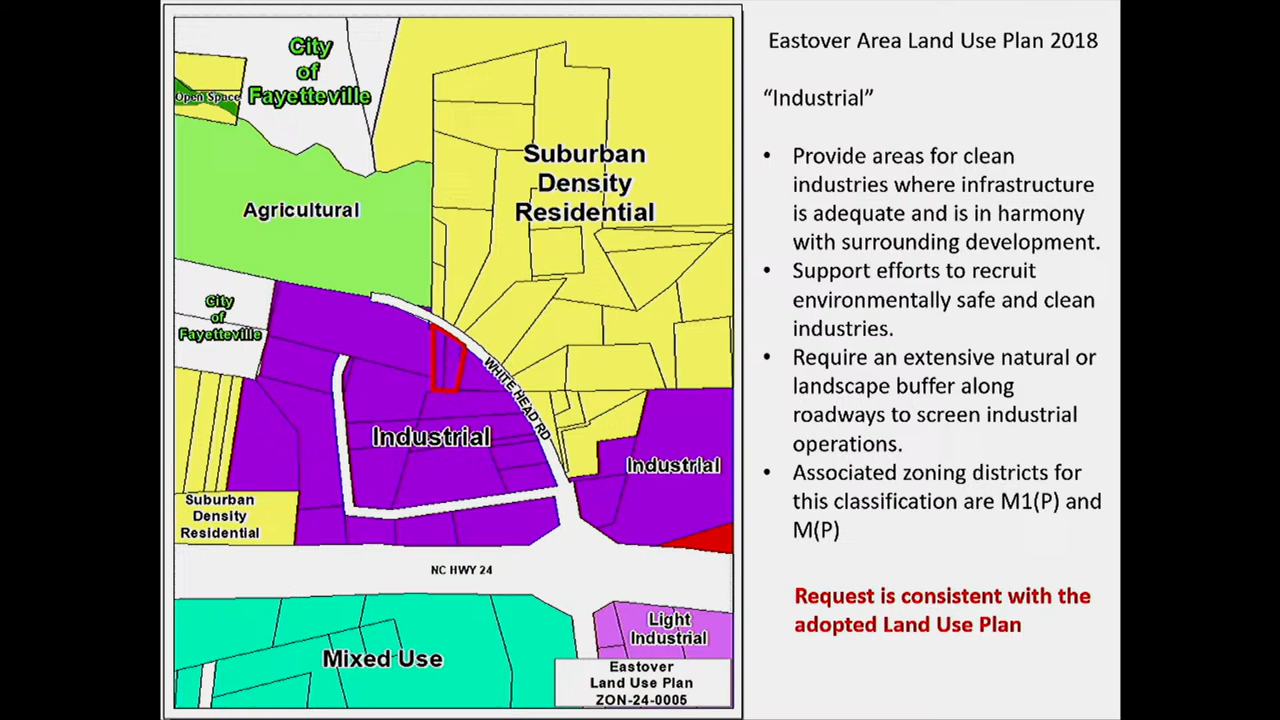 City
of
Fayetteville
Open Space
Suburban
Density
Residential
Agricultural
City
of
Fayetteville
WHITE HEAD RD
Industrial
Industrial
Suburban
Density
Residential
NC HWY 24
Mixed Use
Light
Industrial
Eastover
Land Use Plan
ZON-24-0005
Eastover Area Land Use Plan 2018
“Industrial”
• Provide areas for clean
industries where infrastructure
is adequate and is in harmony
with surrounding development.
• Support efforts to recruit
environmentally safe and clean
industries.
• Require an extensive natural or
landscape buffer along
roadways to screen industrial
operations.
• Associated zoning districts for
this classification are M1(P) and
M(P)
Request is consistent with the
adopted Land Use Plan